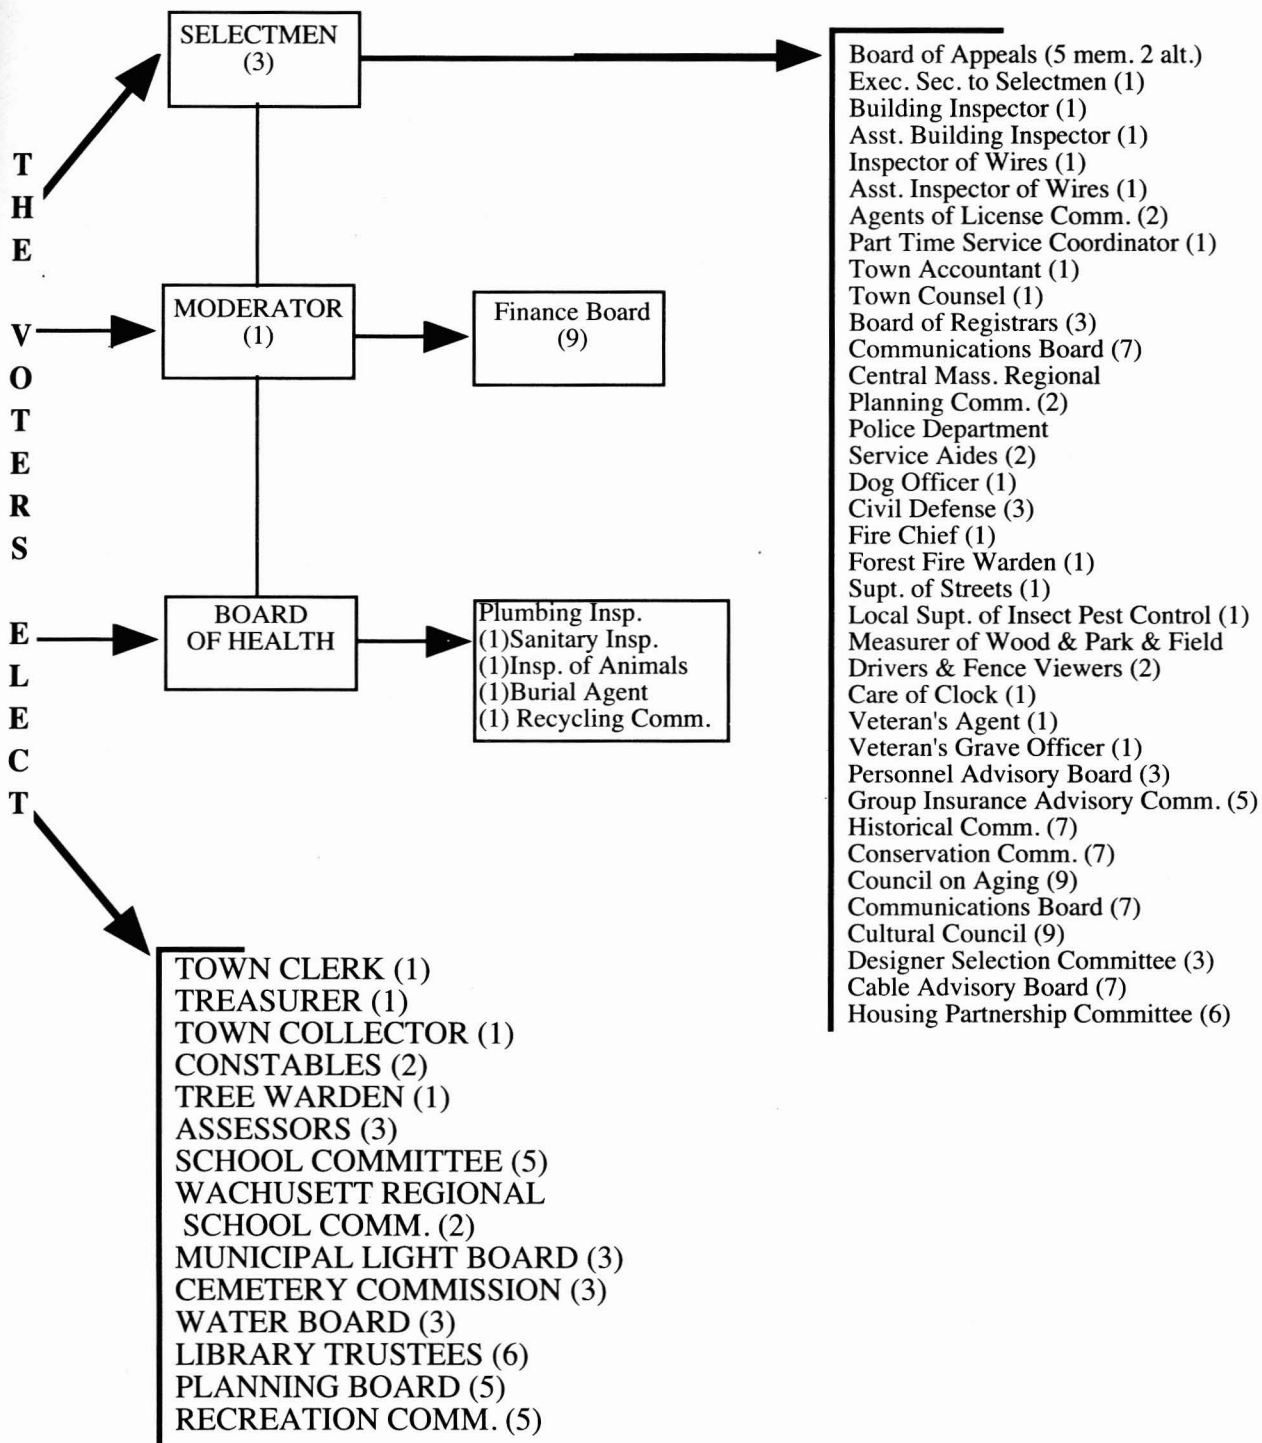 THE VOTERS ELECT
SELECTMEN
(3)
MODERATOR
(1)
Finance Board
(9)
BOARD
OF HEALTH
Plumbing Insp.
(1)Sanitary Insp.
(1)Insp. of Animals
(1)Burial Agent
(1) Recycling Comm.
Board of Appeals (5 mem. 2 alt.)
Exec. Sec. to Selectmen (1)
Building Inspector (1)
Asst. Building Inspector (1)
Inspector of Wires (1)
Asst. Inspector of Wires (1)
Agents of License Comm. (2)
Part Time Service Coordinator (1)
Town Accountant (1)
Town Counsel (1)
Board of Registrars (3)
Communications Board (7)
Central Mass. Regional
Planning Comm. (2)
Police Department
Service Aides (2)
Dog Officer (1)
Civil Defense (3)
Fire Chief (1)
Forest Fire Warden (1)
Supt. of Streets (1)
Local Supt. of Insect Pest Control (1)
Measurer of Wood & Park & Field
Drivers & Fence Viewers (2)
Care of Clock (1)
Veteran's Agent (1)
Veteran's Grave Officer (1)
Personnel Advisory Board (3)
Group Insurance Advisory Comm. (5)
Historical Comm. (7)
Conservation Comm. (7)
Council on Aging (9)
Communications Board (7)
Cultural Council (9)
Designer Selection Committee (3)
Cable Advisory Board (7)
Housing Partnership Committee (6)
TOWN CLERK (1)
TREASURER (1)
TOWN COLLECTOR (1)
CONSTABLES (2)
TREE WARDEN (1)
ASSESSORS (3)
SCHOOL COMMITTEE (5)
WACHUSETT REGIONAL
SCHOOL COMM. (2)
MUNICIPAL LIGHT BOARD (3)
CEMETERY COMMISSION (3)
WATER BOARD (3)
LIBRARY TRUSTEES (6)
PLANNING BOARD (5)
RECREATION COMM. (5)